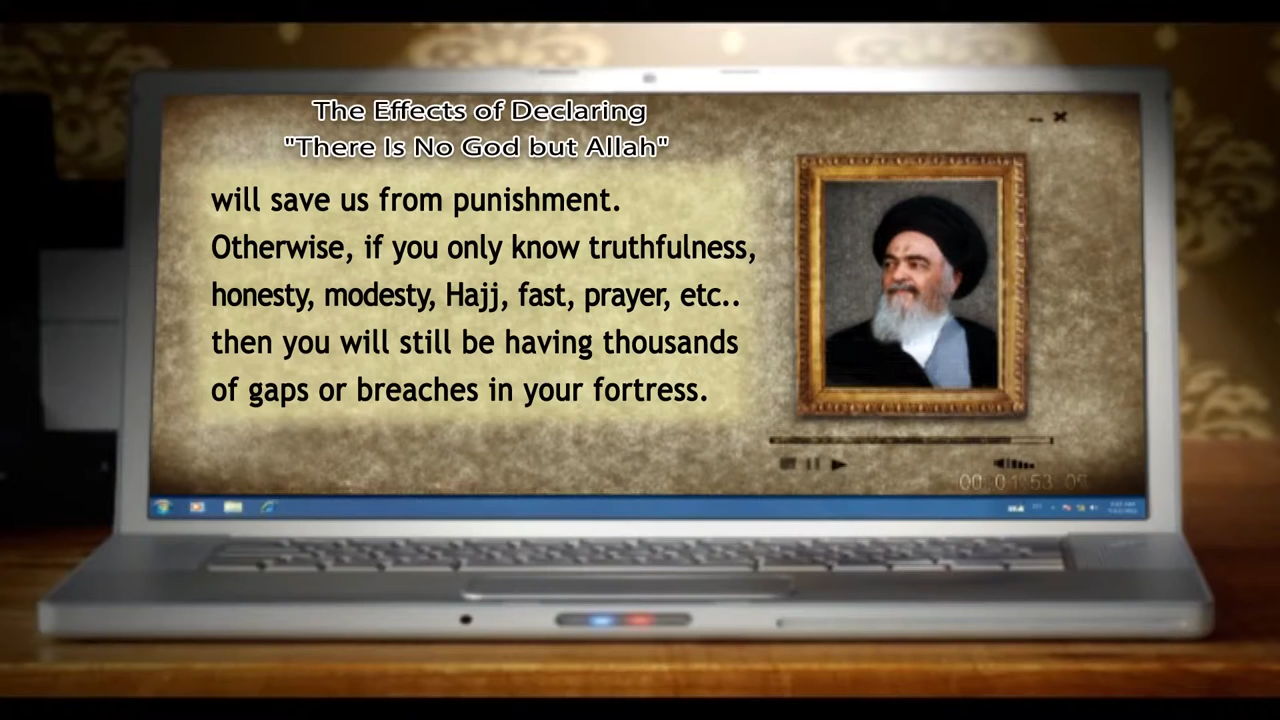 The Effects of Declaring
"There Is No God but Allah"
will save us from punishment.
Otherwise, if you only know truthfulness,
honesty, modesty, Hajj, fast, prayer, etc..
then you will still be having thousands
of gaps or breaches in your fortress.